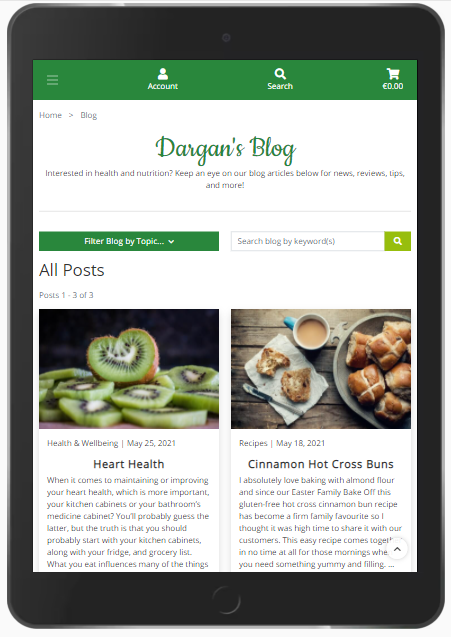 Account
Search
€0.00
Home > Blog
Dargan's Blog
Interested in health and nutrition? Keep an eye on our blog articles below for news, reviews, tips,
and more!
Filter Blog by Topic...
Search blog by keyword(s)
All Posts
Posts 1 - 3 of 3
Health & Wellbeing | May 25, 2021
Heart Health
When it comes to maintaining or improving
your heart health, which is more important,
your kitchen cabinets or your bathroom's
medicine cabinet? You'll probably guess the
latter, but the truth is that you should
probably start with your kitchen cabinets,
along with your fridge, and grocery list.
What you eat influences many of the things
Recipes | May 18, 2021
Cinnamon Hot Cross Buns
I absolutely love baking with almond flour
and since our Easter Family Bake Off this
gluten-free hot cross cinnamon bun recipe
has become a firm family favourite so I
thought it was high time to share it with our
customers. This easy recipe comes
in no time at all for those mornings
you need something yummy and filling. ...